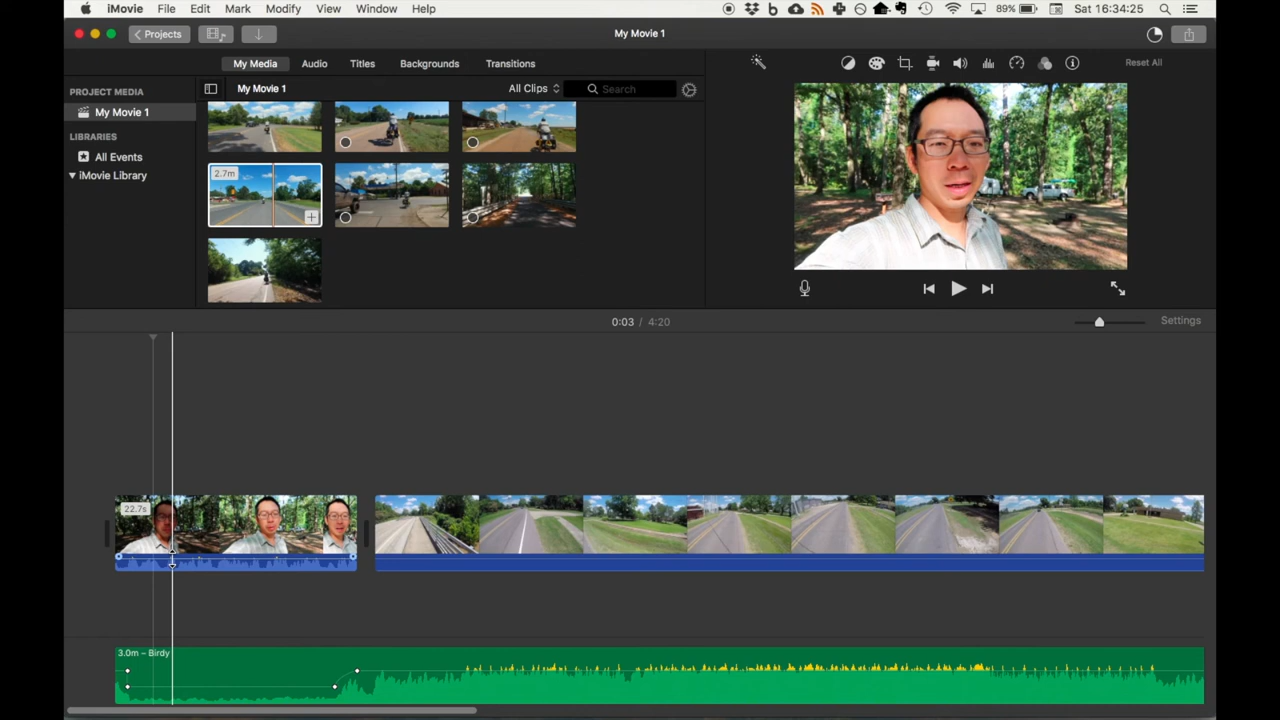 iMovie File Edit Mark Modify View Window Help 89% Sat 16:34:25
Projects My Movie 1
My Media Audio Titles Backgrounds Transitions Reset All
PROJECT MEDIA
My Movie 1
LIBRARIES
All Events
iMovie Library
My Movie 1 All Clips Search
2.7m
0:03 / 4:20 Settings
22.7s
3.0m – Birdy